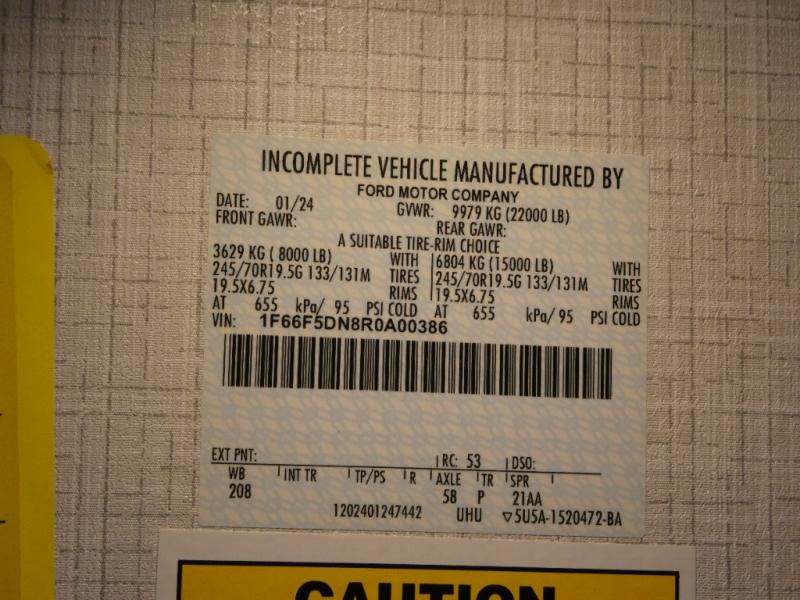 INCOMPLETE VEHICLE MANUFACTURED BY
FORD MOTOR COMPANY
DATE: 01/24 GVWR: 9979 KG (22000 LB)
FRONT GAWR: REAR GAWR:
A SUITABLE TIRE-RIM CHOICE
3629 KG ( 8000 LB) WITH 6804 KG (15000 LB) WITH
245/70R19.5G 133/131M TIRES 245/70R19.5G 133/131M TIRES
19.5X6.75 RIMS 19.5X6.75 RIMS
AT 655 kPa/ 95 PSI COLD AT 655 kPa/ 95 PSI COLD
VIN: 1F66F5DN8R0A00386
EXT PNT: RC: 53 DSO:
WB INT TR TP/PS R AXLE TR SPR
208 58 P 21AA
1202401247442 UHU ▽5U5A-1520472-BA
CAUTION